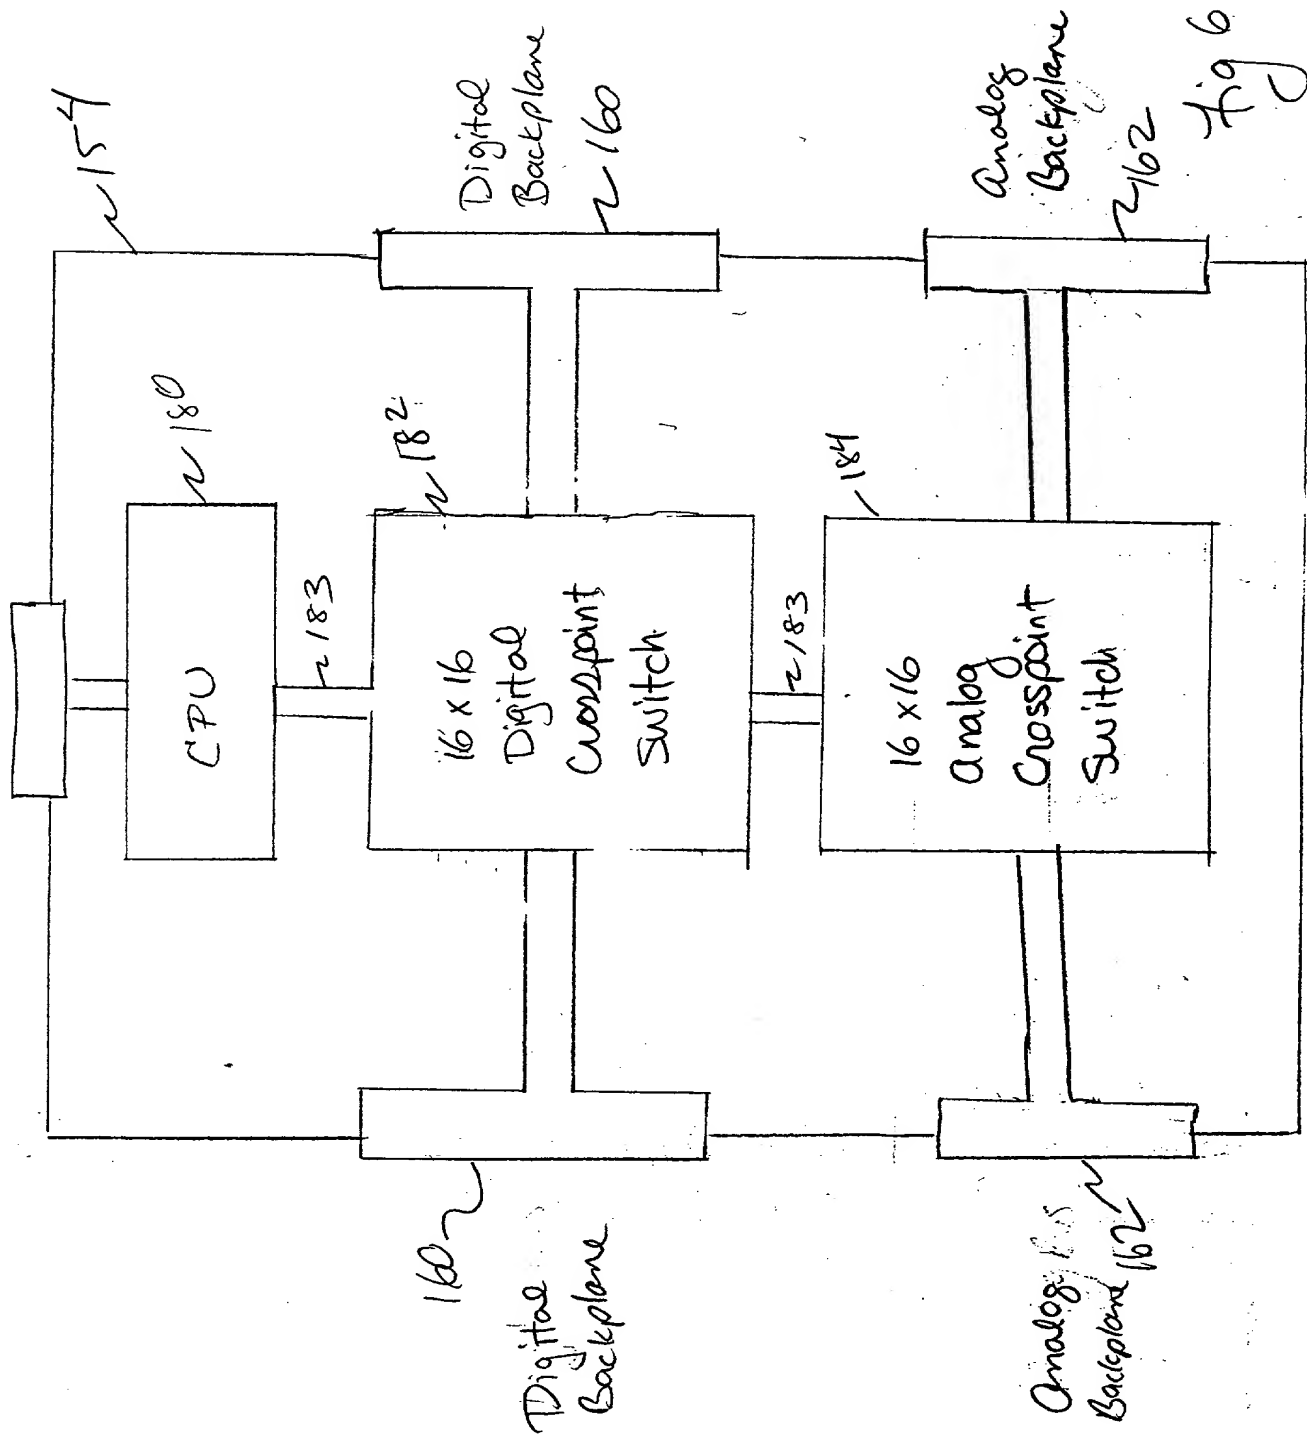 154
CPU
180
183
16 x 16
Digital
Crosspoint
Switch
182
183
16 x 16
Analog
Crosspoint
Switch
184
Digital
Backplane
160
Analog
Backplane
162
160
Digital
Backplane
Analog
Backplane 162
Fig 6